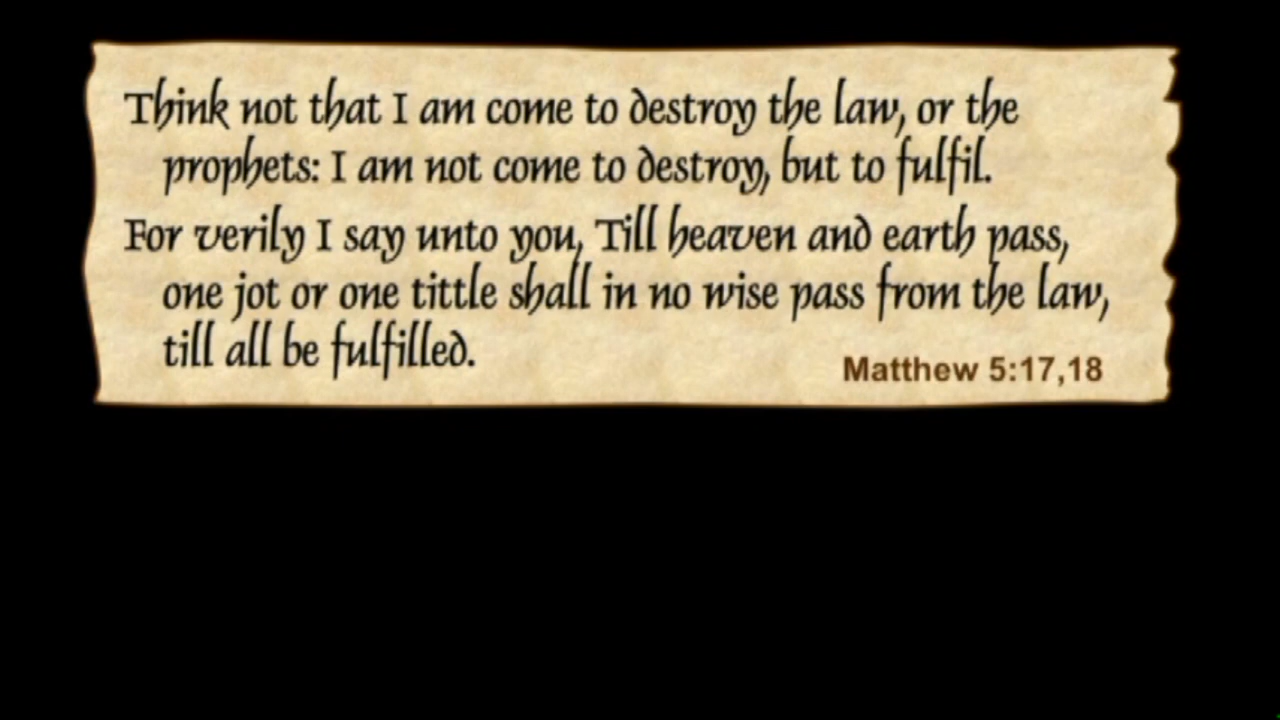 Think not that I am come to destroy the law, or the
prophets: I am not come to destroy, but to fulfil.
For verily I say unto you, Till heaven and earth pass,
one jot or one tittle shall in no wise pass from the law,
till all be fulfilled.
Matthew 5:17,18